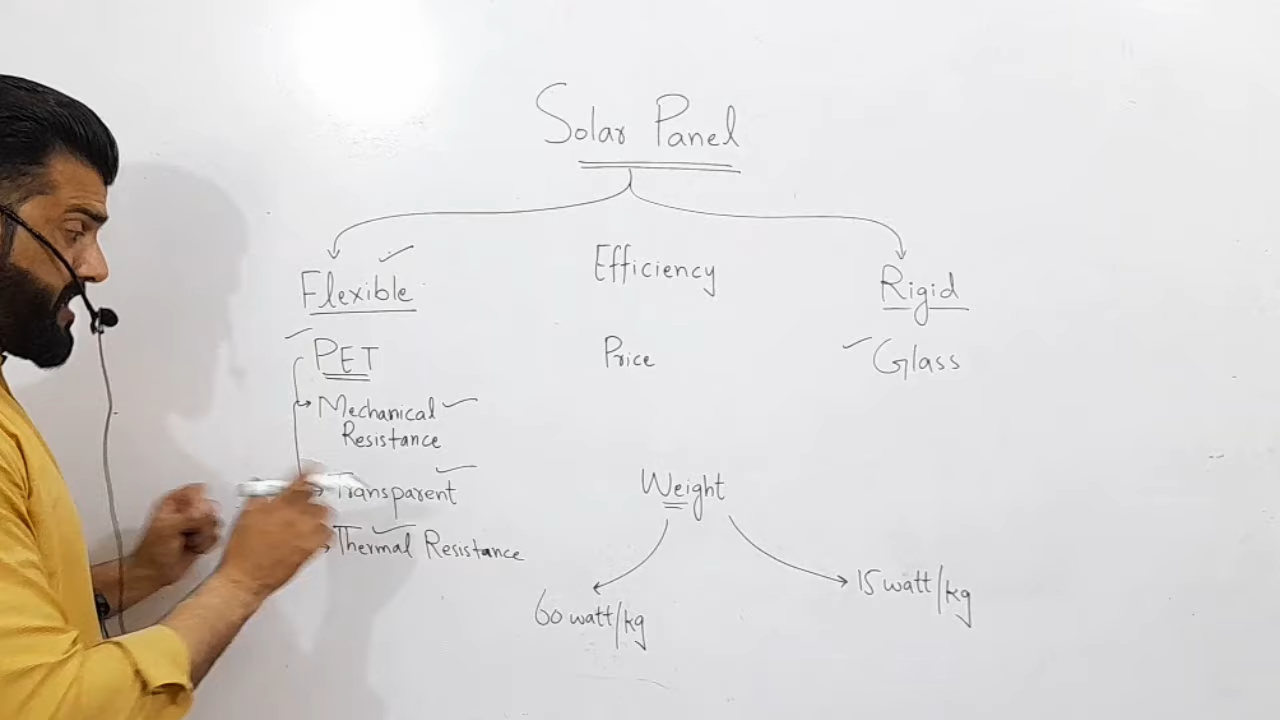 Solar Panel
Flexible
Efficiency
Rigid
PET
Price
Glass
Mechanical
Resistance
Transparent
Thermal Resistance
Weight
60 watt/kg
15 watt/kg